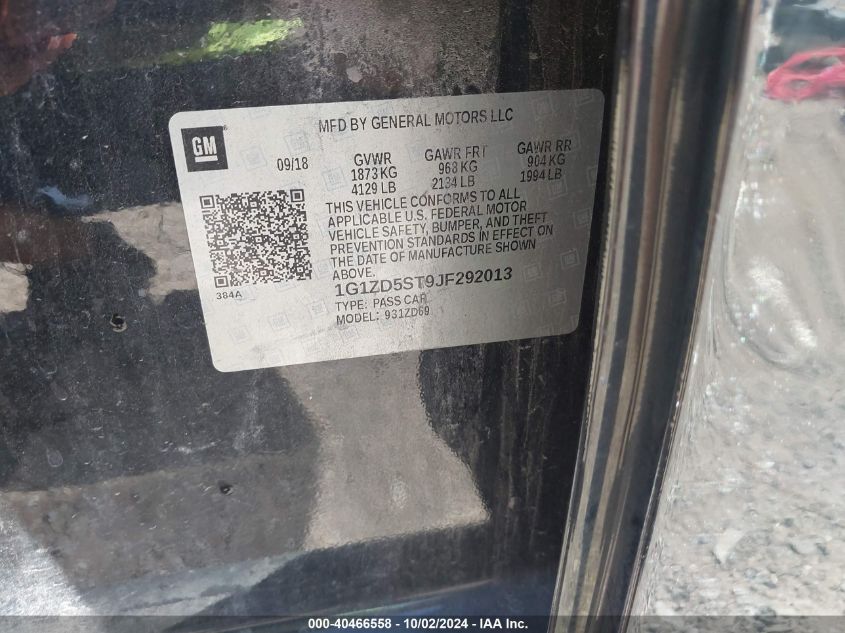 GM
MFD BY GENERAL MOTORS LLC
09/18 GVWR GAWR FRT GAWR RR
1873 KG 968 KG 904 KG
4129 LB 2134 LB 1994 LB
THIS VEHICLE CONFORMS TO ALL
APPLICABLE U.S. FEDERAL MOTOR
VEHICLE SAFETY, BUMPER, AND THEFT
PREVENTION STANDARDS IN EFFECT ON
THE DATE OF MANUFACTURE SHOWN
ABOVE.
384A
1G1ZD5ST9JF292013
TYPE: PASS CAR
MODEL: 931ZD69
000-40466558 - 10/02/2024 - IAA Inc.